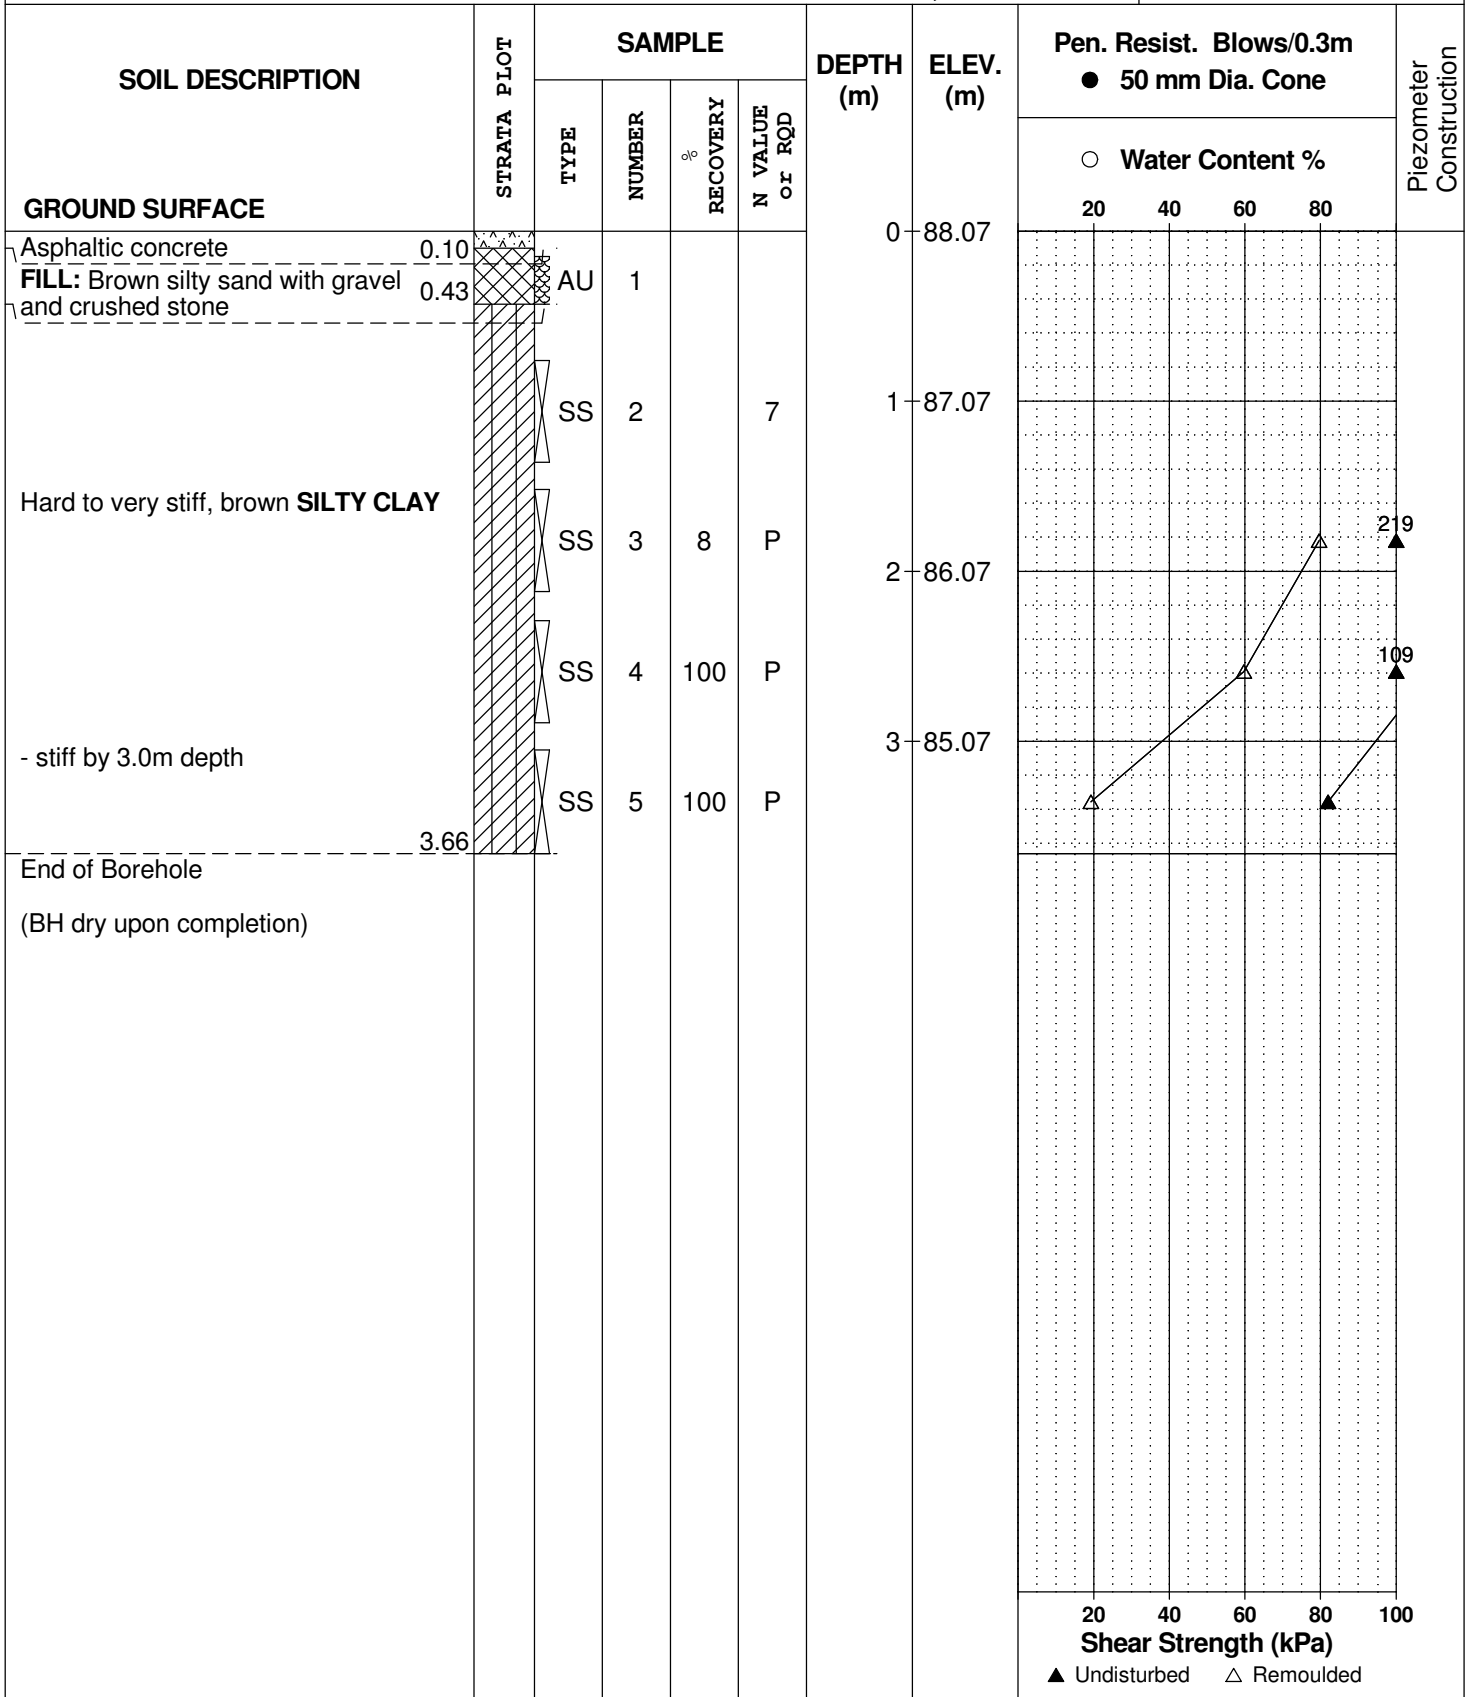 SOIL DESCRIPTION
GROUND SURFACE
STRATA PLOT
SAMPLE
TYPE
NUMBER
% RECOVERY
N VALUE
or RQD
DEPTH
(m)
ELEV.
(m)
Pen. Resist. Blows/0.3m
● 50 mm Dia. Cone
○ Water Content %
20 40 60 80
Piezometer
Construction
0 88.07
Asphaltic concrete 0.10
FILL: Brown silty sand with gravel
and crushed stone 0.43
AU 1
SS 2 7
1 87.07
Hard to very stiff, brown SILTY CLAY
SS 3 8 P
219
2 86.07
SS 4 100 P
109
3 85.07
- stiff by 3.0m depth
SS 5 100 P
3.66
End of Borehole
(BH dry upon completion)
20 40 60 80 100
Shear Strength (kPa)
▲ Undisturbed △ Remoulded